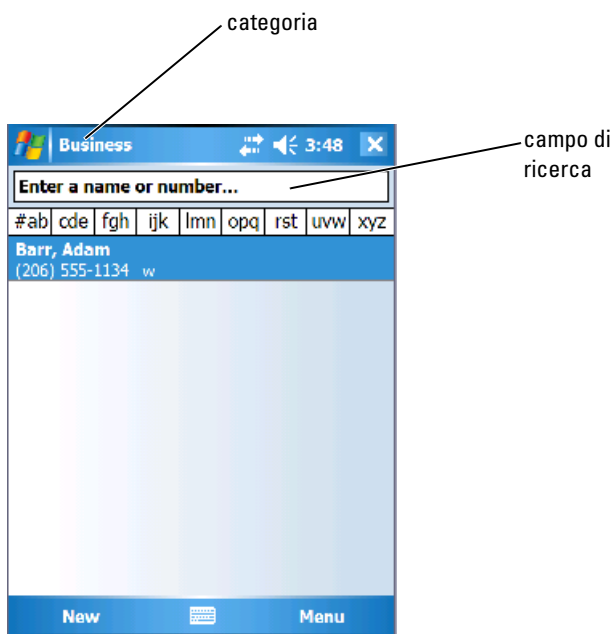 categoria
Business 3:48
campo di
ricerca
Enter a name or number...
#ab cde fgh ijk lmn opq rst uvw xyz
Barr, Adam
(206) 555-1134 w
New Menu